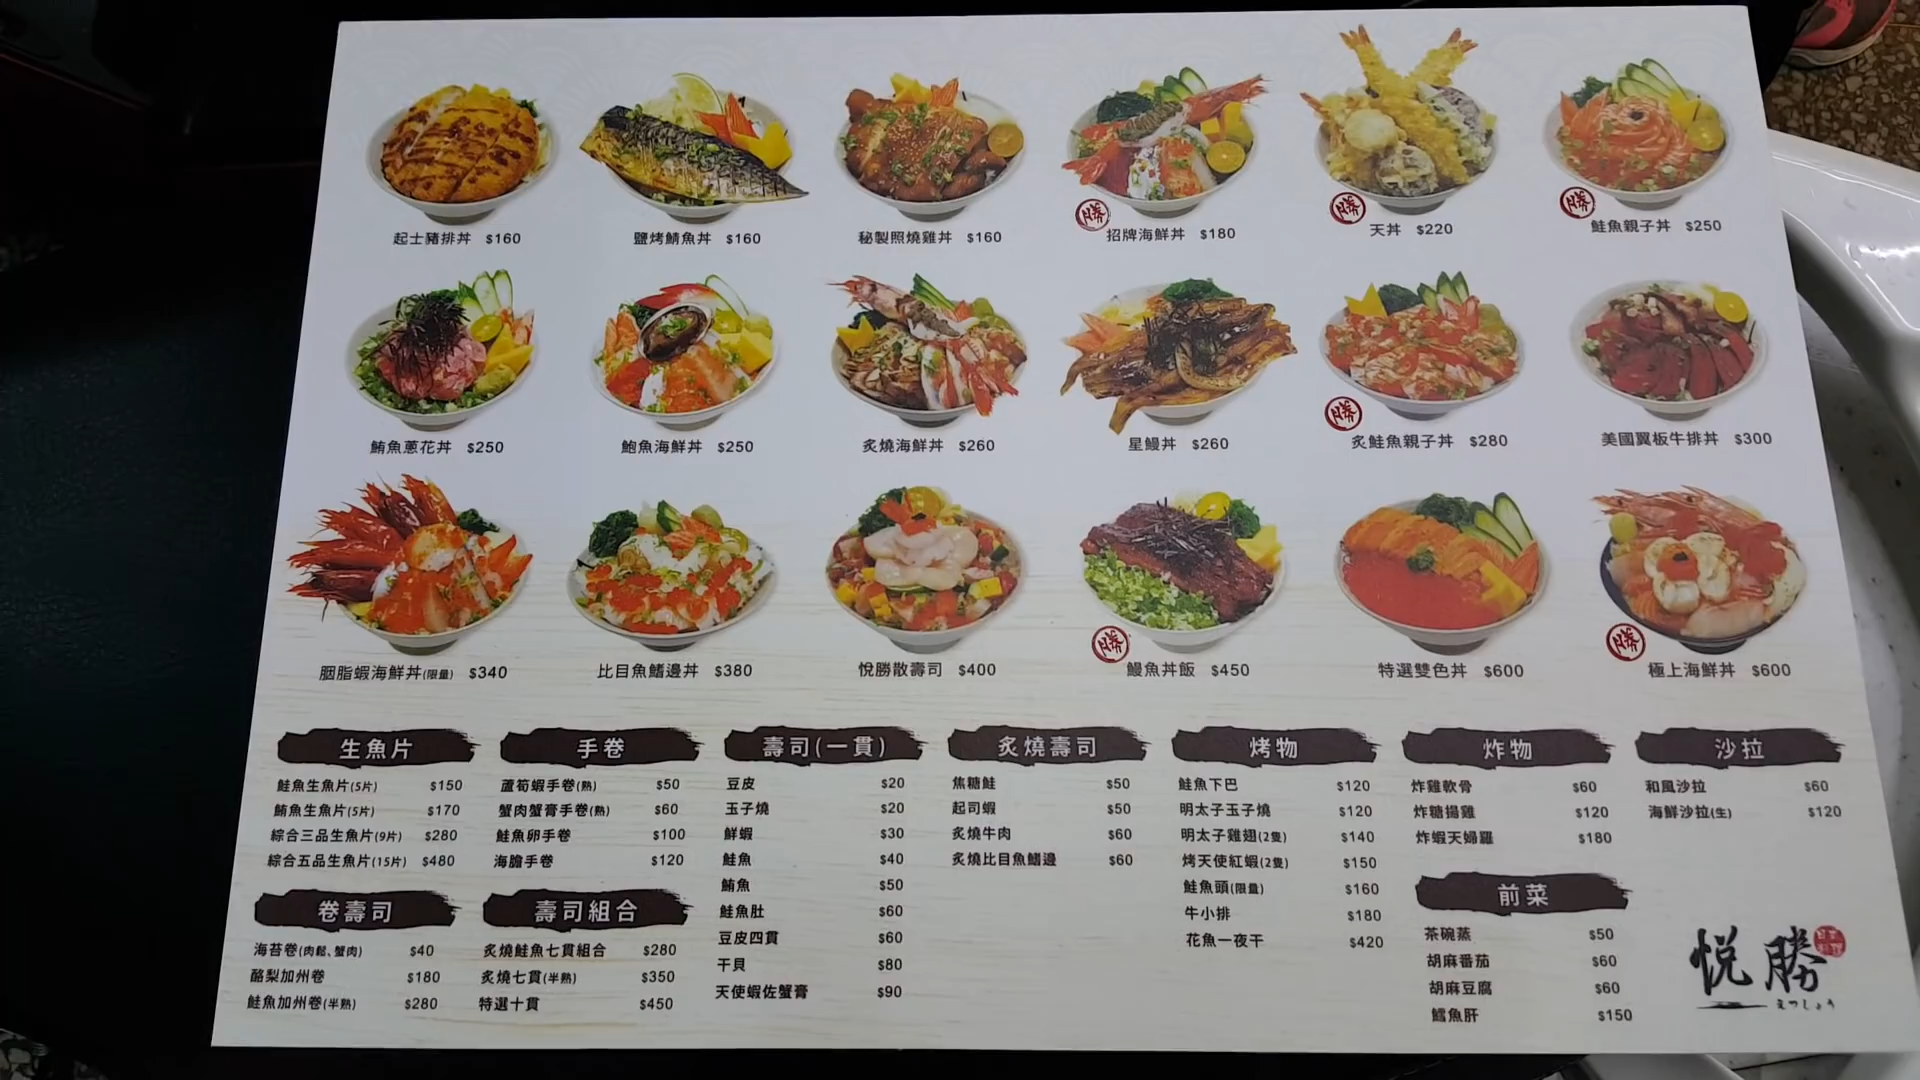 起士豬排丼 $160
鹽烤鯖魚丼 $160
秘製照燒雞丼 $160
勝
招牌海鮮丼 $180
勝
天丼 $220
勝
鮭魚親子丼 $250
鮪魚蔥花丼 $250
鮑魚海鮮丼 $250
炙燒海鮮丼 $260
星鰻丼 $260
勝
炙鮭魚親子丼 $280
美國翼板牛排丼 $300
胭脂蝦海鮮丼(限量) $340
比目魚鰭邊丼 $380
悅勝散壽司 $400
勝
鰻魚丼飯 $450
特選雙色丼 $600
勝
極上海鮮丼 $600
生魚片
鮭魚生魚片(5片) $150
鮪魚生魚片(5片) $170
綜合三品生魚片(9片) $280
綜合五品生魚片(15片) $480
卷壽司
海苔卷(肉鬆、蟹肉) $40
酪梨加州卷 $180
鮭魚加州卷(半熟) $280
手卷
蘆筍蝦手卷(熟) $50
蟹肉蟹膏手卷(熟) $60
鮭魚卵手卷 $100
海膽手卷 $120
壽司組合
炙燒鮭魚七貫組合 $280
炙燒七貫(半熟) $350
特選十貫 $450
壽司(一貫)
豆皮 $20
玉子燒 $20
鮮蝦 $30
鮭魚 $40
鮪魚 $50
鮭魚肚 $60
豆皮四貫 $60
干貝 $80
天使蝦佐蟹膏 $90
炙燒壽司
焦糖鮭 $50
起司蝦 $50
炙燒牛肉 $60
炙燒比目魚鰭邊 $60
烤物
鮭魚下巴 $120
明太子玉子燒 $120
明太子雞翅(2隻) $140
烤天使紅蝦(2隻) $150
鮭魚頭(限量) $160
牛小排 $180
花魚一夜干 $420
炸物
炸雞軟骨 $60
炸糖揚雞 $120
炸蝦天婦羅 $180
前菜
茶碗蒸 $50
胡麻番茄 $60
胡麻豆腐 $60
鱈魚肝 $150
沙拉
和風沙拉 $60
海鮮沙拉(生) $120
悅勝
えつしょう